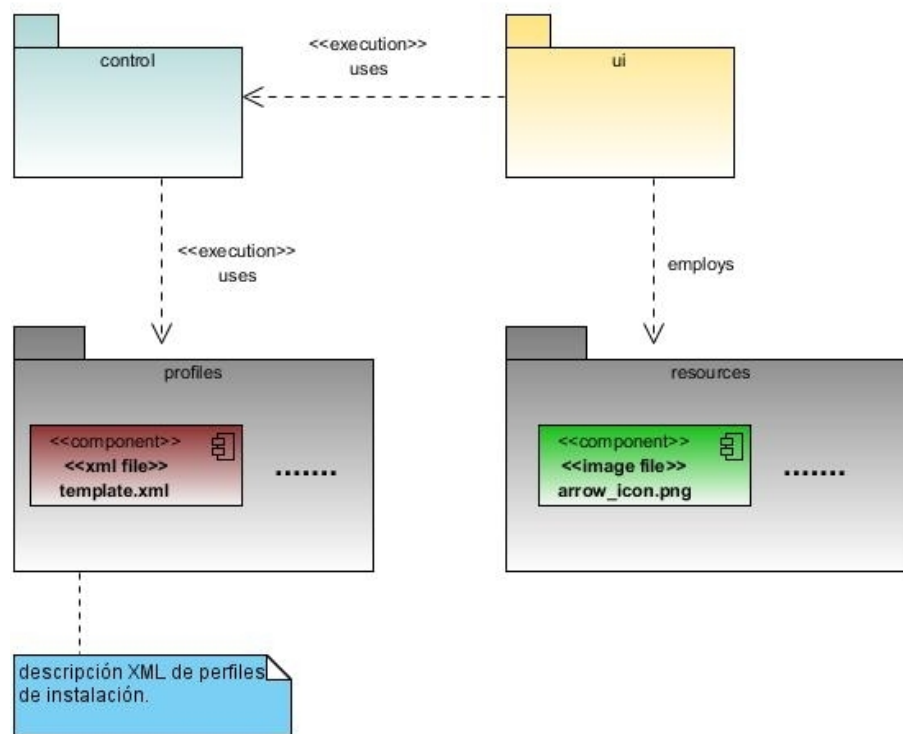 control
<<execution>>
uses
ui
<<execution>>
uses
employs
profiles
<<component>>
<<xml file>>
template.xml
.......
resources
<<component>>
<<image file>>
arrow_icon.png
.......
descripción XML de perfiles
de instalación.